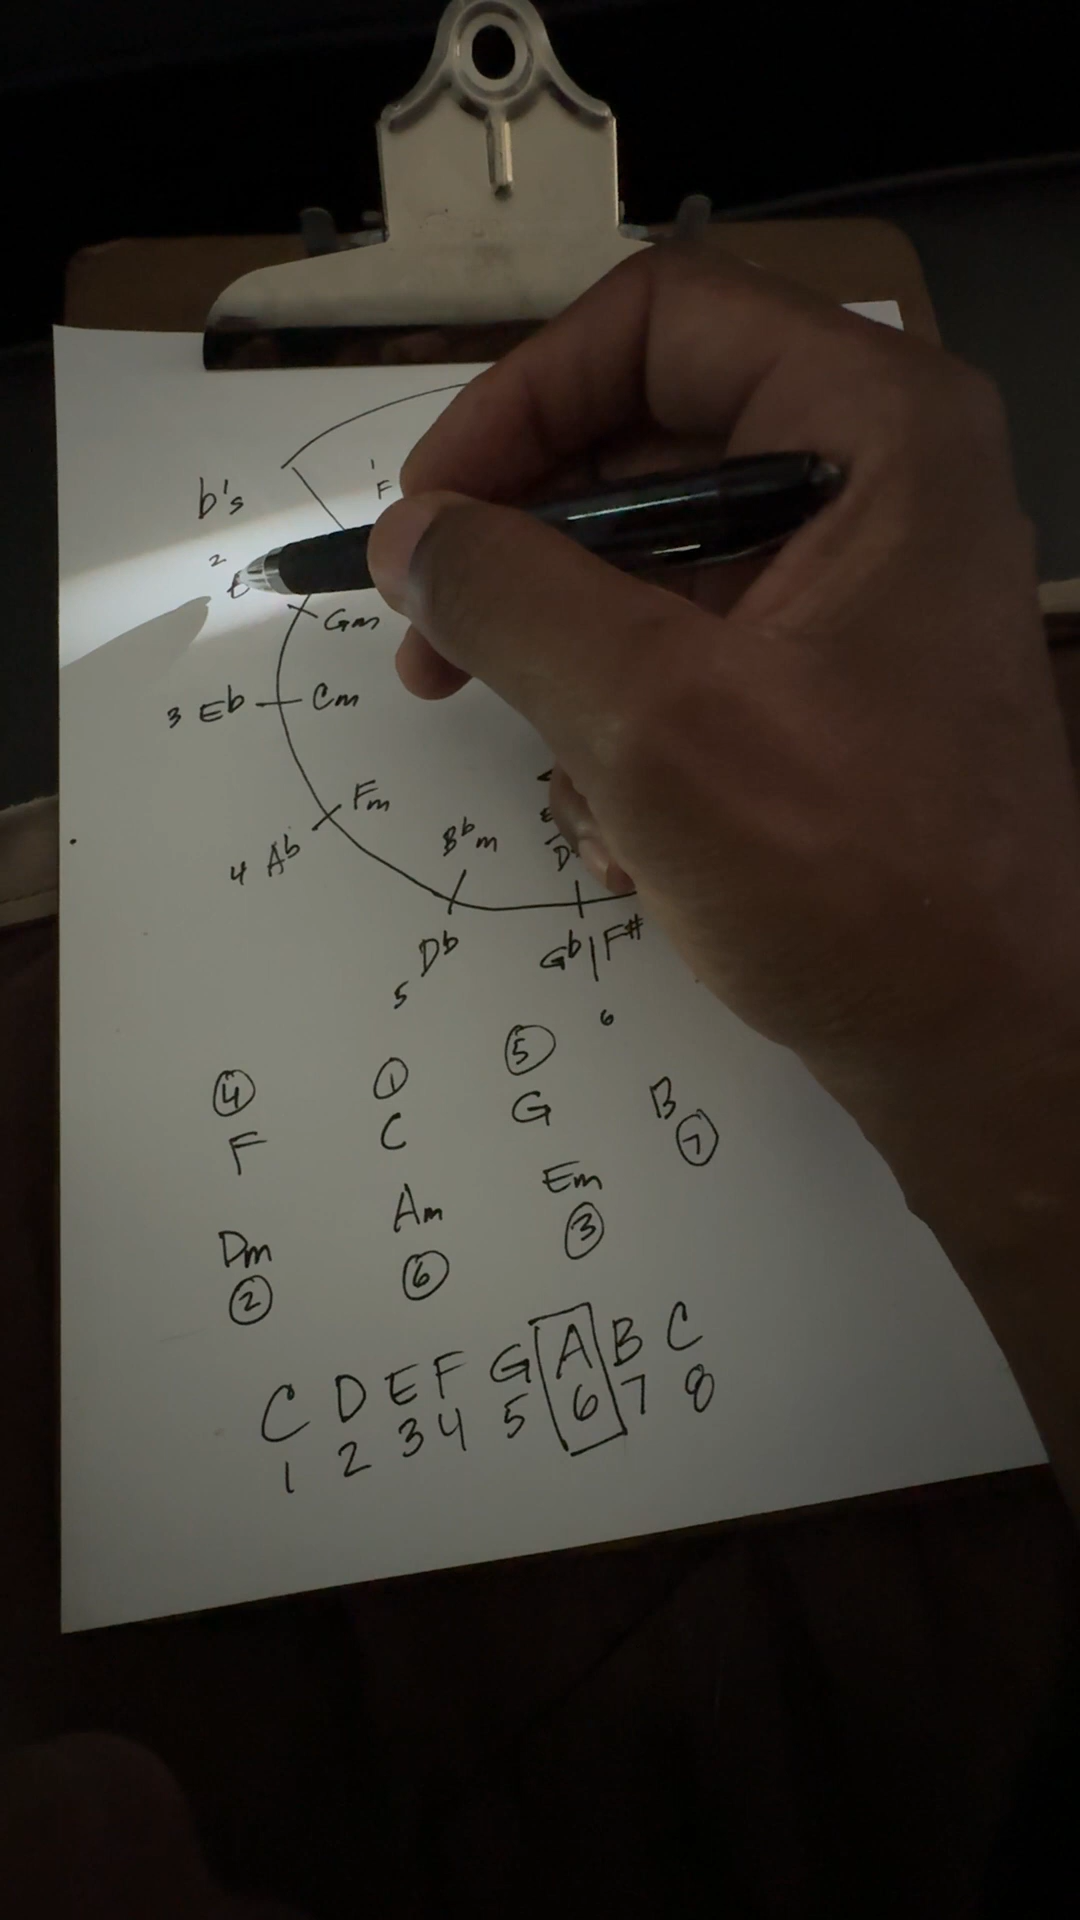 b's
1
F
2
Gm
3 Eb Cm
Fm
4 Ab
Bbm
Db
5
Gb/F#
6
4 1 5
F C G B
7
Dm Am Em
2 6 3
C D E F G A B C
1 2 3 4 5 6 7 8